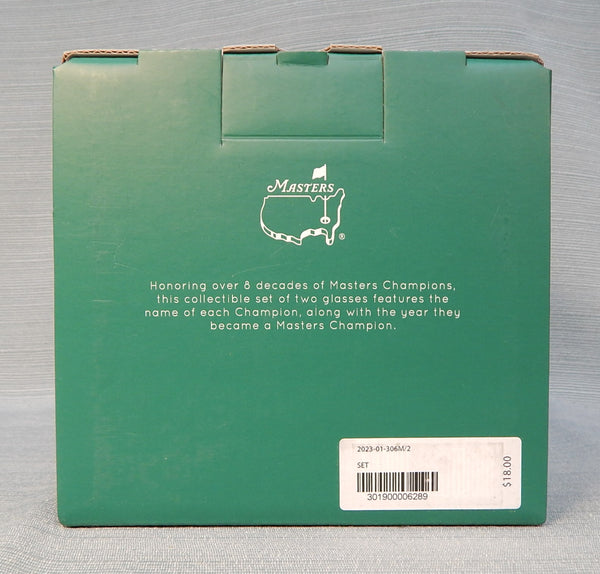 MASTERS
®
Honoring over 8 decades of Masters Champions,
this collectible set of two glasses features the
name of each Champion, along with the year they
became a Masters Champion.
2023-01-306M/2
SET
301900006289
$18.00